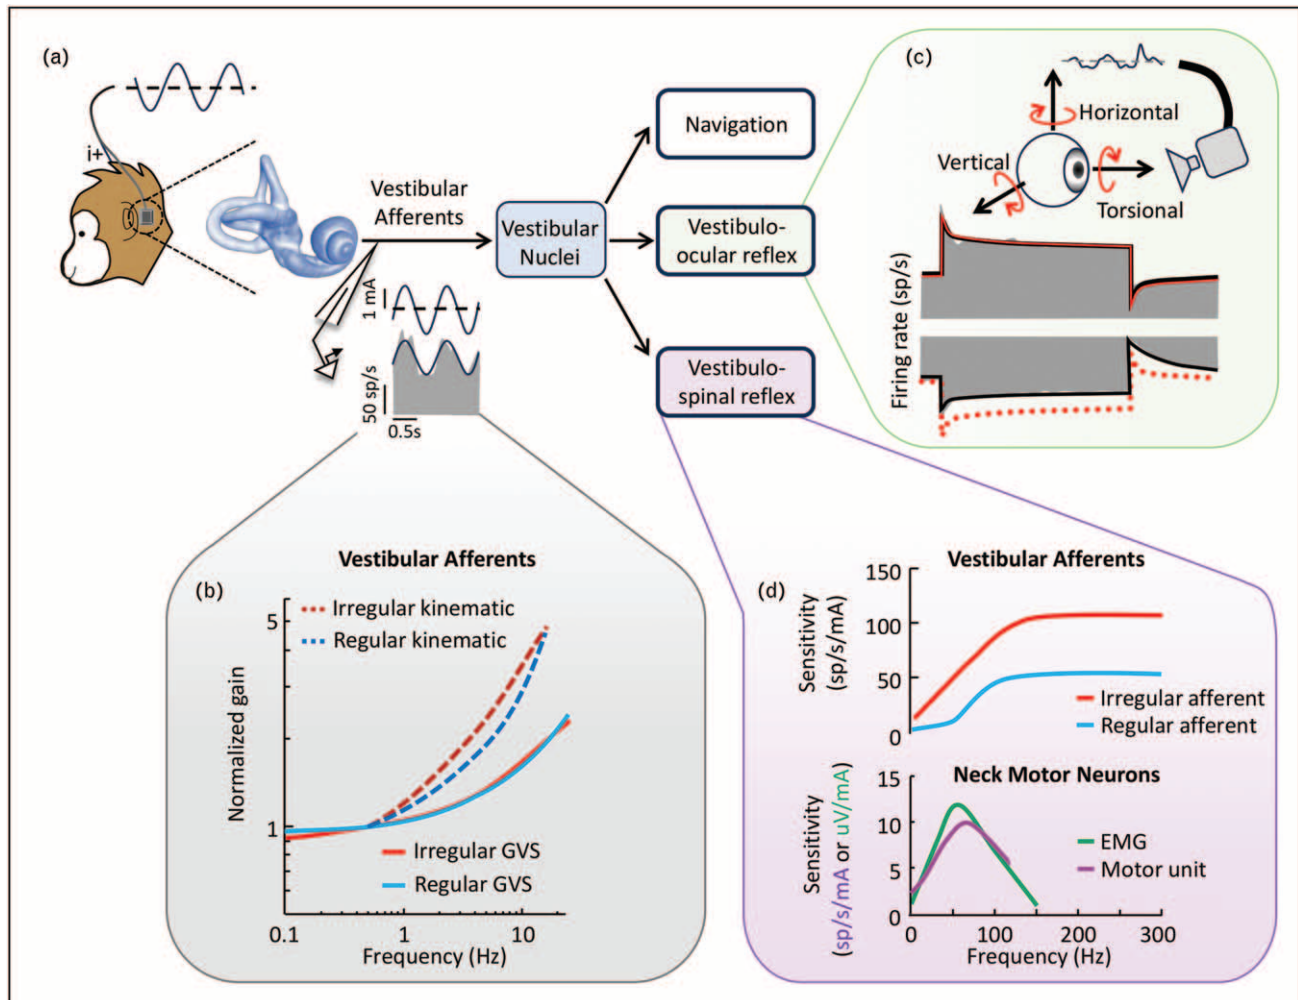 (a)
i+
Vestibular
Afferents
1 mA
50 sp/s
0.5s
Vestibular
Nuclei
Navigation
Vestibulo-
ocular reflex
Vestibulo-
spinal reflex
(c)
Horizontal
Vertical
Torsional
Firing rate (sp/s)
Vestibular Afferents
(b)
Irregular kinematic
Regular kinematic
Normalized gain
5
1
Irregular GVS
Regular GVS
0.1
1
10
Frequency (Hz)
Vestibular Afferents
(d)
Sensitivity
(sp/s/mA)
150
100
50
0
Irregular afferent
Regular afferent
Neck Motor Neurons
Sensitivity
(sp/s/mA or uV/mA)
15
10
5
0
EMG
Motor unit
0
100
200
300
Frequency (Hz)